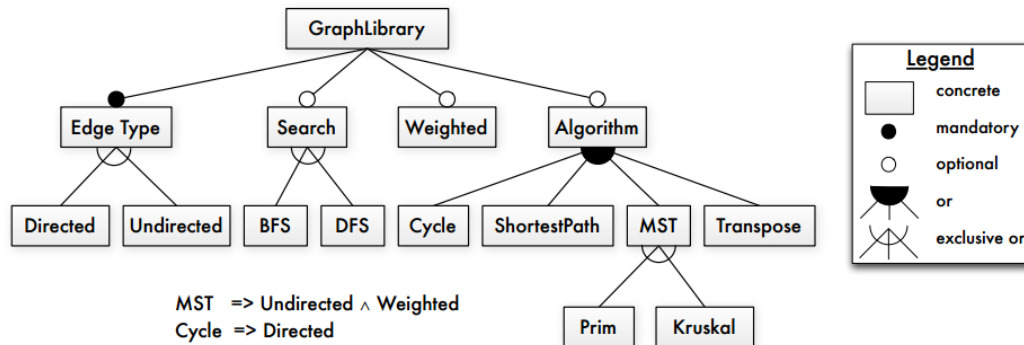 GraphLibrary
Legend
concrete
mandatory
optional
or
exclusive or
Edge Type
Search
Weighted
Algorithm
Directed
Undirected
BFS
DFS
Cycle
ShortestPath
MST
Transpose
MST => Undirected ∧ Weighted
Cycle => Directed
Prim
Kruskal